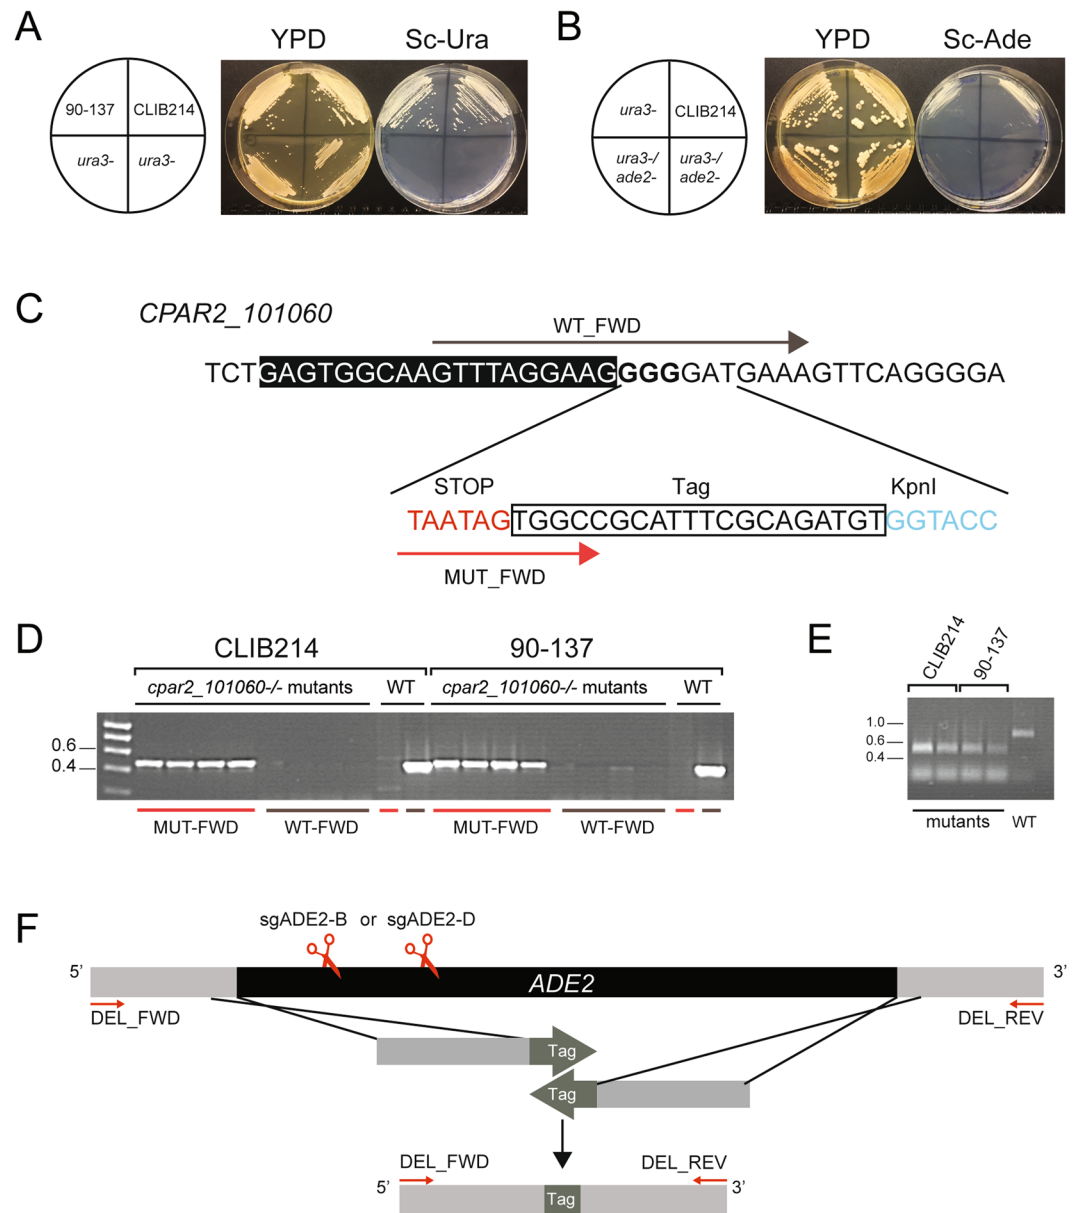 A
YPD
Sc-Ura
90-137
CLIB214
ura3-
ura3-
B
YPD
Sc-Ade
ura3-
CLIB214
ura3-/
ade2-
ura3-/
ade2-
C
CPAR2_101060
WT_FWD
TCTGAGTGGCAAGTTTAGGAAGGGGGATGAAAGTTCAGGGGA
STOP
Tag
KpnI
TAATAGTGGCCGCATTTCGCAGATGTGGTACC
MUT_FWD
D
CLIB214
90-137
cpar2_101060-/- mutants
WT
cpar2_101060-/- mutants
WT
0.6
0.4
MUT-FWD
WT-FWD
MUT-FWD
WT-FWD
E
CLIB214
90-137
1.0
0.6
0.4
mutants
WT
F
sgADE2-B or sgADE2-D
5’
ADE2
3’
DEL_FWD
DEL_REV
Tag
Tag
DEL_FWD
DEL_REV
5’
Tag
3’